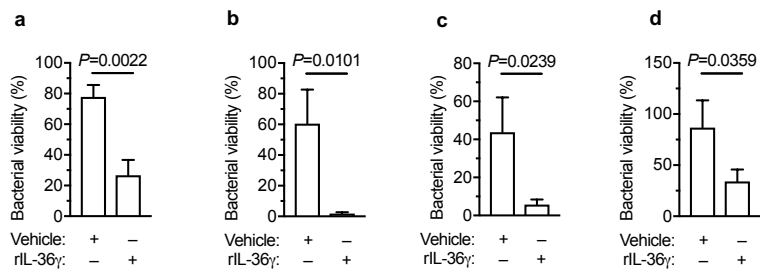 a
b
c
d
P=0.0022
P=0.0101
P=0.0239
P=0.0359
Bacterial viability (%)
100
80
60
40
20
0
Bacterial viability (%)
100
80
60
40
20
0
Bacterial viability (%)
80
60
40
20
0
Bacterial viability (%)
150
100
50
0
Vehicle: + –
rIL-36γ: – +
Vehicle: + –
rIL-36γ: – +
Vehicle: + –
rIL-36γ: – +
Vehicle: + –
rIL-36γ: – +